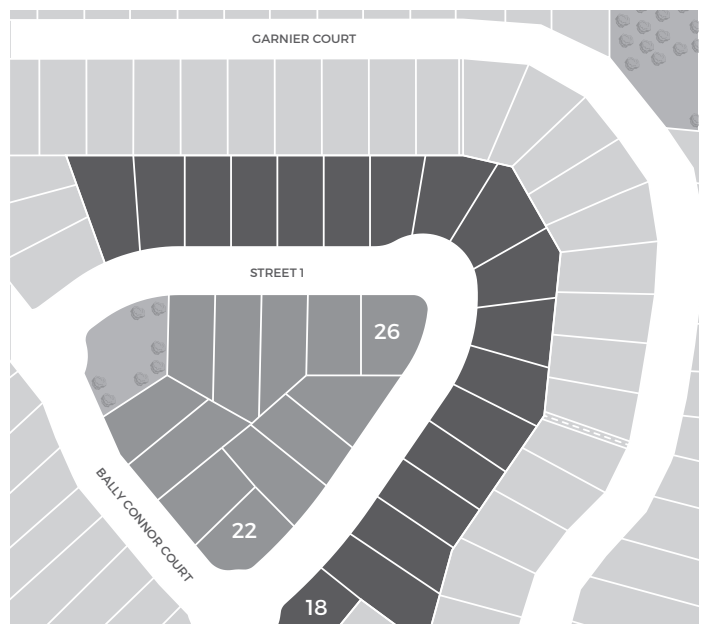 GARNIER COURT
STREET 1
26
BALLY CONNOR COURT
22
18